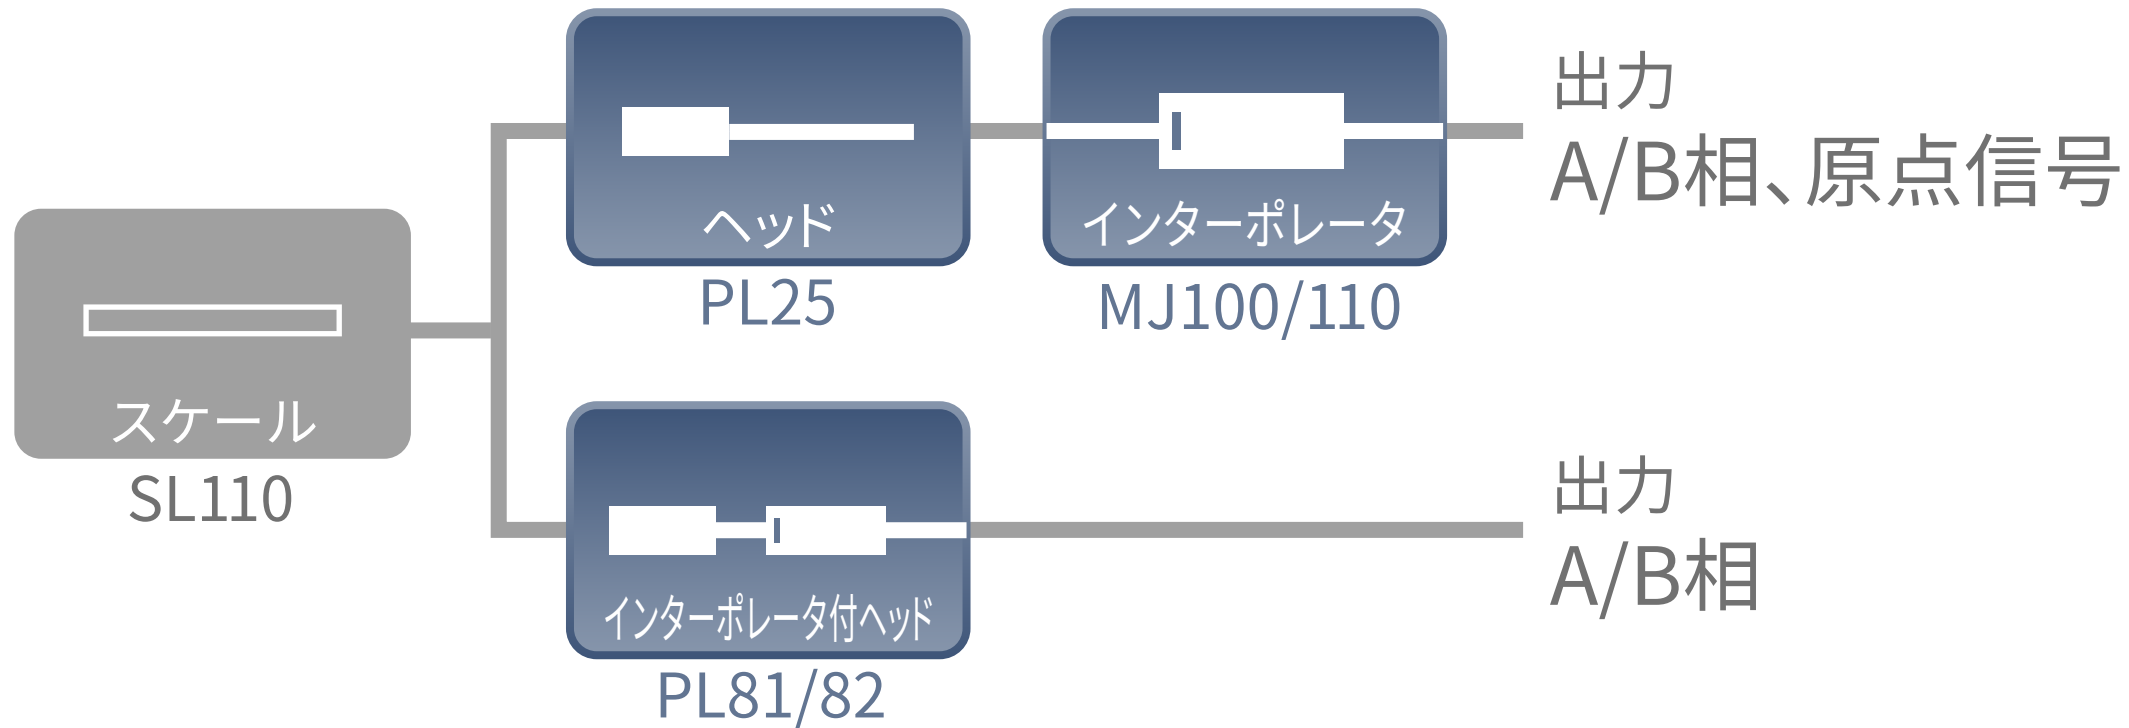 スケール
SL110
ヘッド
PL25
インターポレータ
MJ100/110
出力
A/B相、原点信号
インターポレータ付ヘッド
PL81/82
出力
A/B相